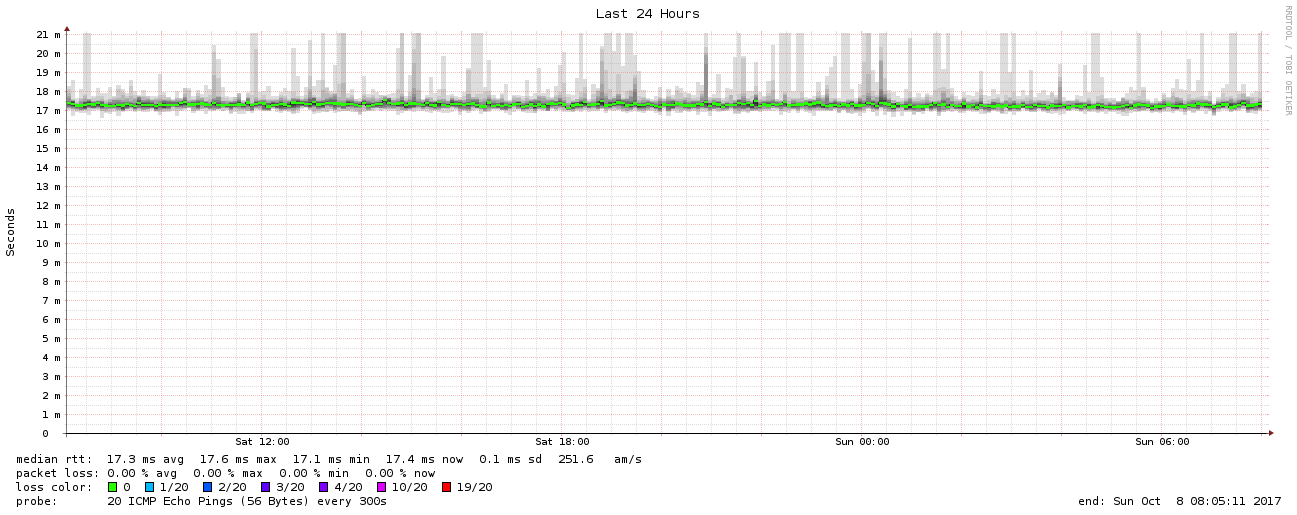 Last 24 Hours
RRDTOOL / TOBI OETIKER
21 m
20 m
19 m
18 m
17 m
16 m
15 m
14 m
13 m
12 m
11 m
10 m
9 m
8 m
7 m
6 m
5 m
4 m
3 m
2 m
1 m
0
Seconds
Sat 12:00 Sat 18:00 Sun 00:00 Sun 06:00
median rtt: 17.3 ms avg 17.6 ms max 17.1 ms min 17.4 ms now 0.1 ms sd 251.6 am/s
packet loss: 0.00 % avg 0.00 % max 0.00 % min 0.00 % now
loss color: 0 1/20 2/20 3/20 4/20 10/20 19/20
probe: 20 ICMP Echo Pings (56 Bytes) every 300s end: Sun Oct 8 08:05:11 2017